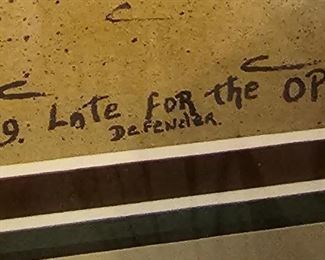 9. Late FOR the OP
Defender